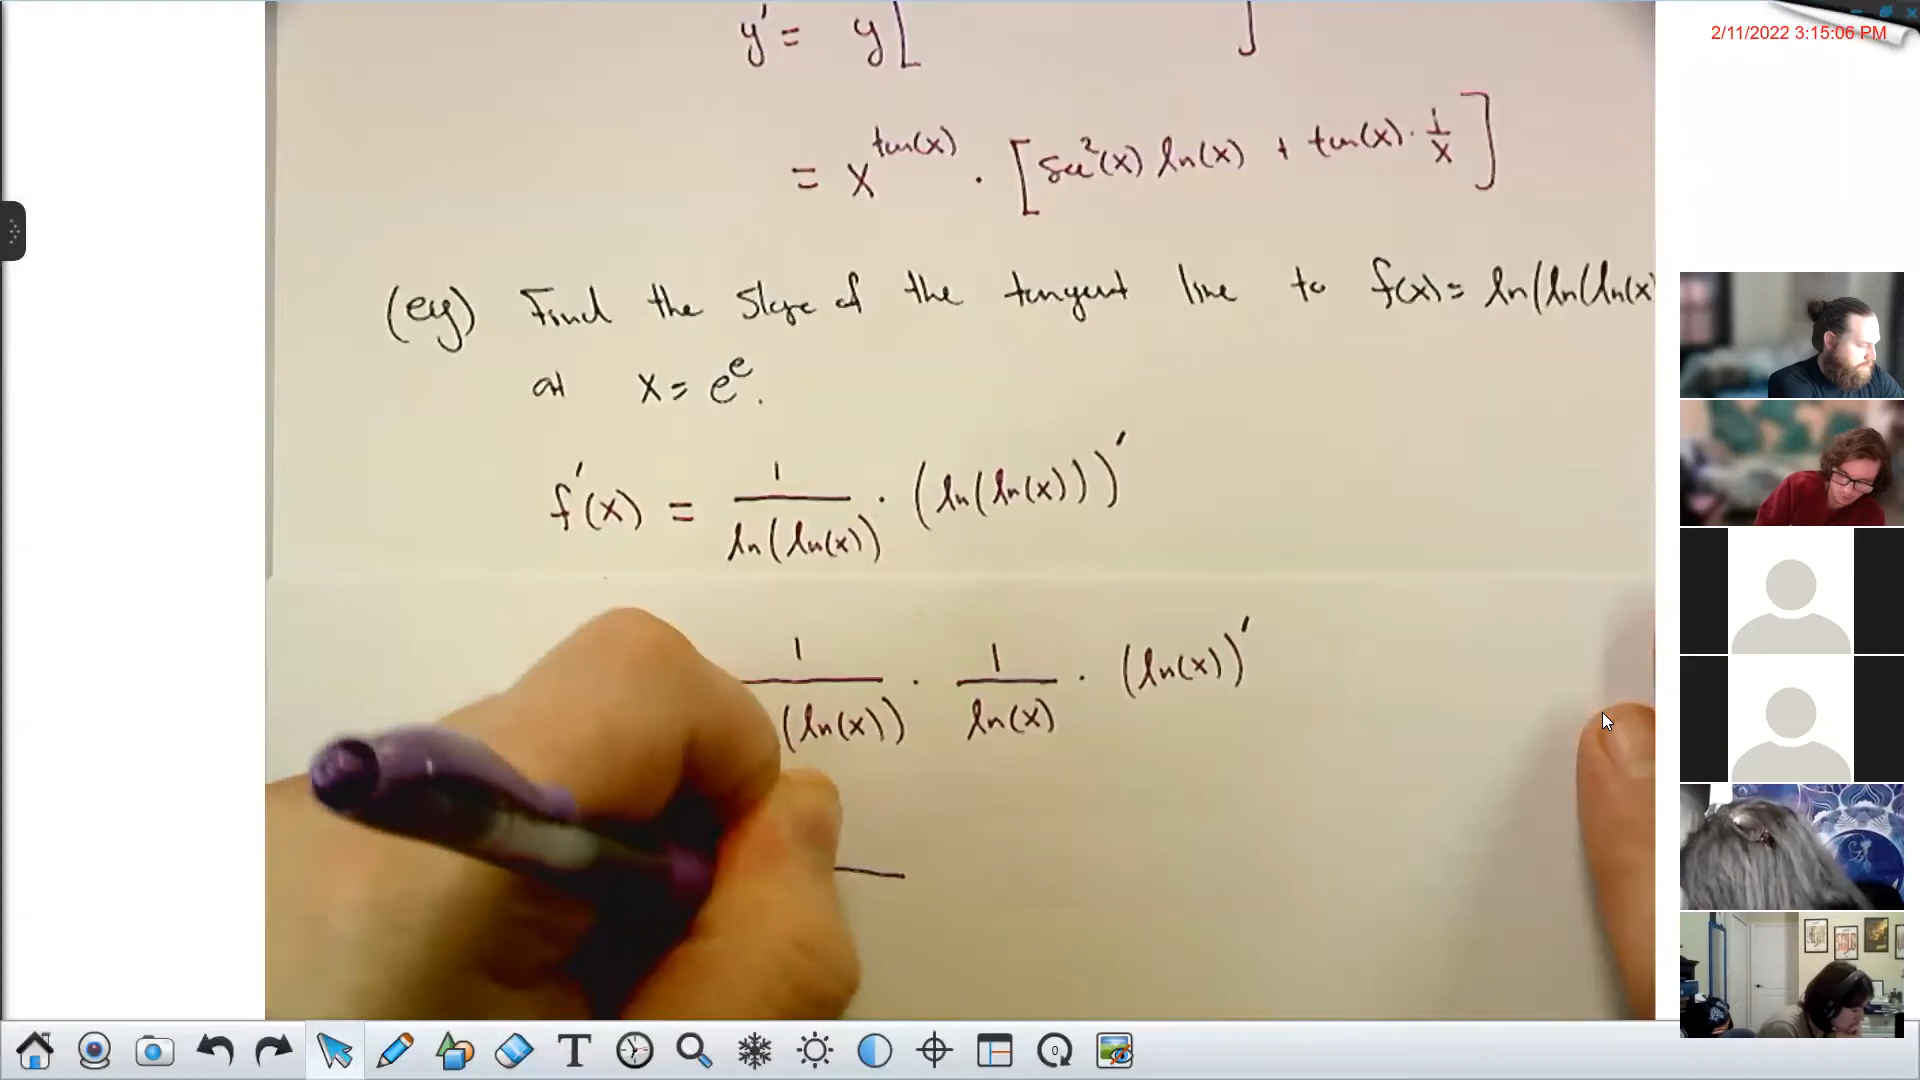 2/11/2022 3:15:06 PM
y' = y[ ]
= x^tan(x) · [sec²(x) ln(x) + tan(x) · 1/x]
(eg) Find the slope of the tangent line to f(x) = ln(ln(ln(x)
at x = e^e.
f'(x) = 1/ln(ln(x)) · (ln(ln(x)))'
1/(ln(x)) · 1/ln(x) · (ln(x))'